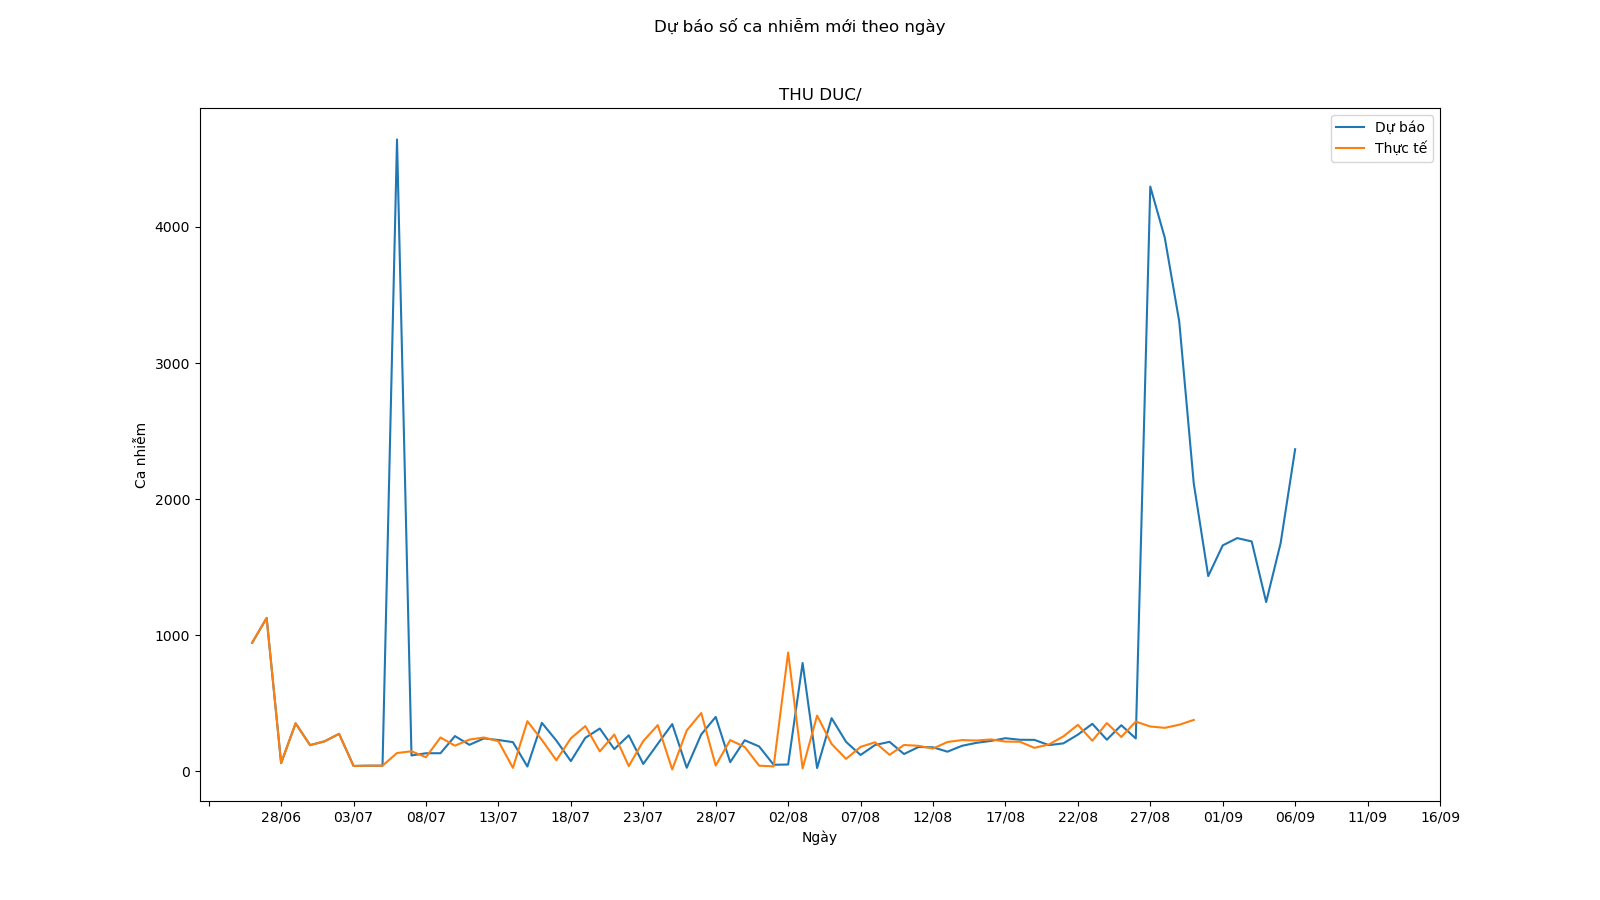 Dự báo số ca nhiễm mới theo ngày
THU DUC/
Dự báo
Thực tế
4000
3000
2000
1000
0
Ca nhiễm
28/06 03/07 08/07 13/07 18/07 23/07 28/07 02/08 07/08 12/08 17/08 22/08 27/08 01/09 06/09 11/09 16/09
Ngày